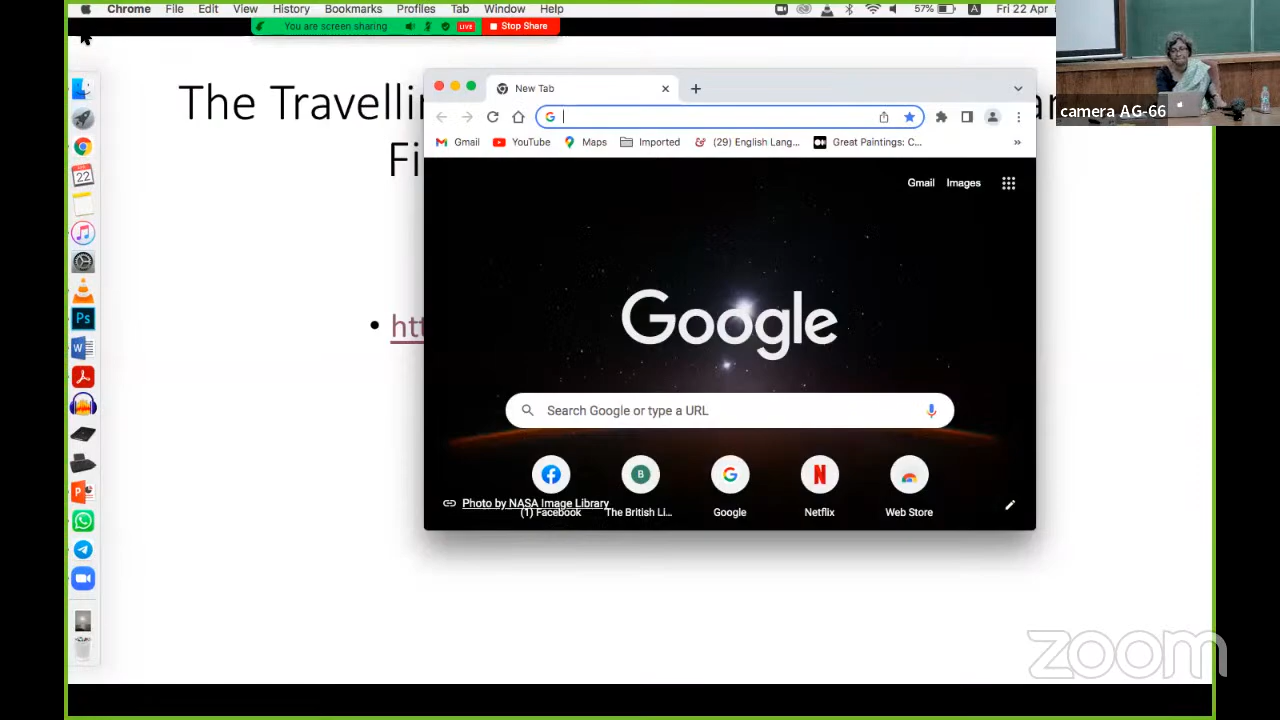 Chrome File Edit View History Bookmarks Profiles Tab Window Help 57% A Fri 22 Apr
You are screen sharing LIVE Stop Share
New Tab
camera AG-66
The
Gmail YouTube Maps Imported (29) English Lang... Great Paintings: C... »
22
Gmail Images
Google
Ps
W
Search Google or type a URL
B
G
N
P
Photo by NASA Image Library
(1) Facebook The British Li... Google Netflix Web Store
zoom